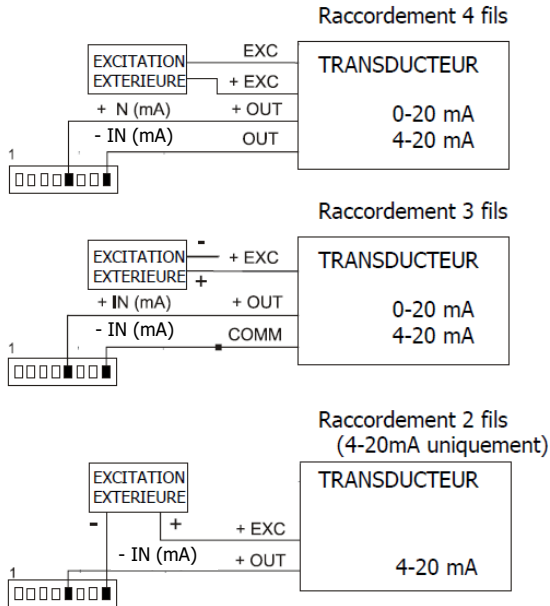 Raccordement 4 fils
EXCITATION
EXTERIEURE
EXC
+ EXC
+ N (mA)
+ OUT
- IN (mA)
OUT
1
TRANSDUCTEUR
0-20 mA
4-20 mA
Raccordement 3 fils
EXCITATION
EXTERIEURE
-
+
+ EXC
+ IN (mA)
+ OUT
- IN (mA)
COMM
1
TRANSDUCTEUR
0-20 mA
4-20 mA
Raccordement 2 fils
(4-20mA uniquement)
EXCITATION
EXTERIEURE
-
+
+ EXC
- IN (mA)
+ OUT
1
TRANSDUCTEUR
4-20 mA